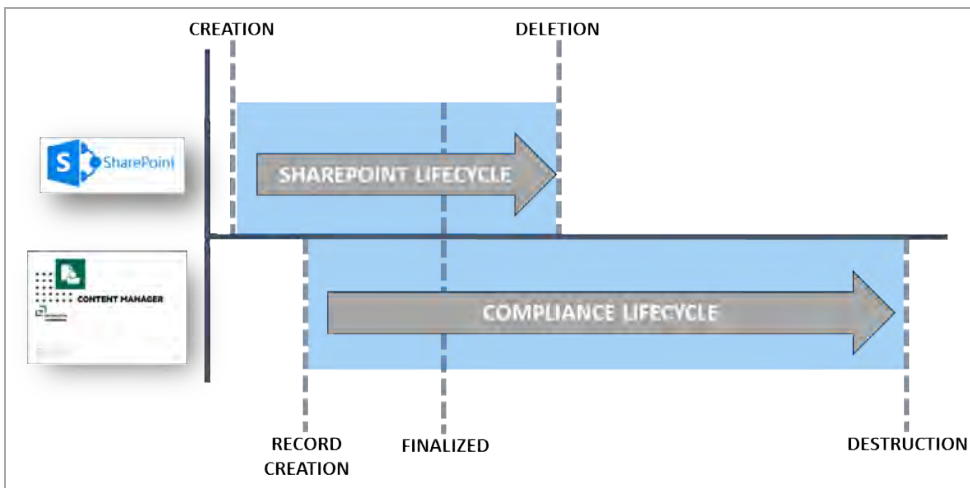 CREATION
DELETION
S
SharePoint
SHAREPOINT LIFECYCLE
CONTENT MANAGER
COMPLIANCE LIFECYCLE
RECORD
CREATION
FINALIZED
DESTRUCTION